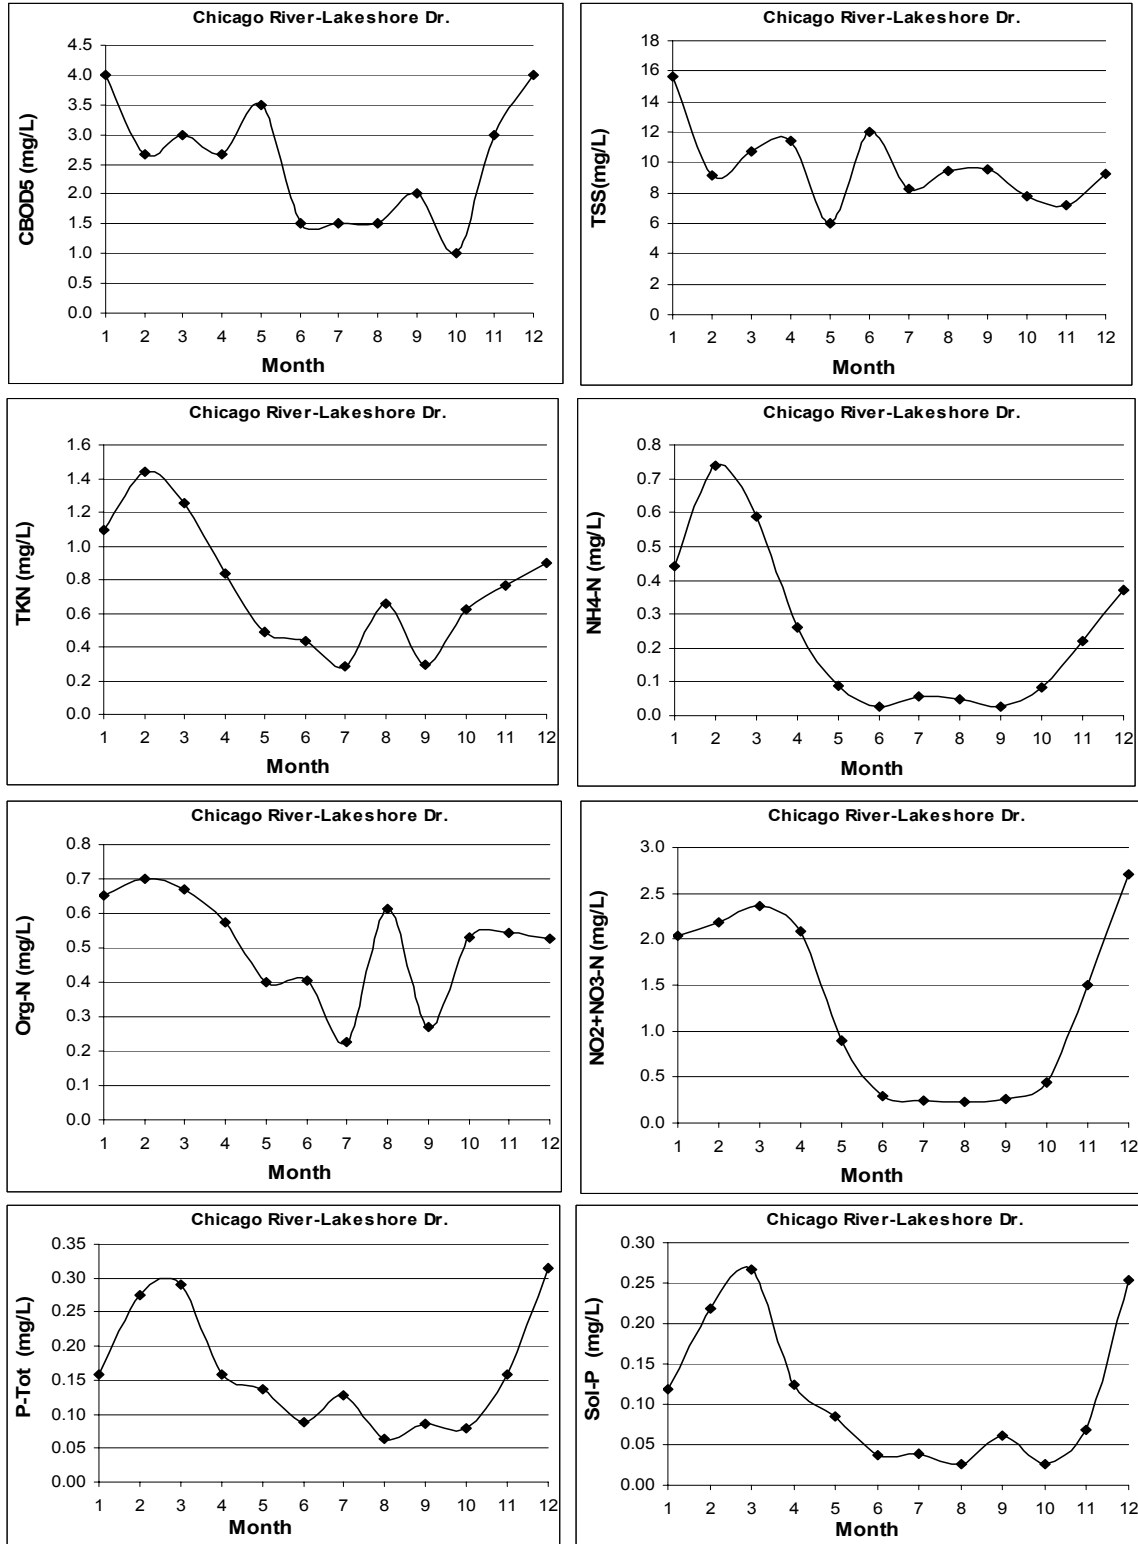 Chicago River-Lakeshore Dr.
CBOD5 (mg/L)
4.5
4.0
3.5
3.0
2.5
2.0
1.5
1.0
0.5
0.0
1 2 3 4 5 6 7 8 9 10 11 12
Month
Chicago River-Lakeshore Dr.
TSS(mg/L)
18
16
14
12
10
8
6
4
2
0
1 2 3 4 5 6 7 8 9 10 11 12
Month
Chicago River-Lakeshore Dr.
TKN (mg/L)
1.6
1.4
1.2
1.0
0.8
0.6
0.4
0.2
0.0
1 2 3 4 5 6 7 8 9 10 11 12
Month
Chicago River-Lakeshore Dr.
NH4-N (mg/L)
0.8
0.7
0.6
0.5
0.4
0.3
0.2
0.1
0.0
1 2 3 4 5 6 7 8 9 10 11 12
Month
Chicago River-Lakeshore Dr.
Org-N (mg/L)
0.8
0.7
0.6
0.5
0.4
0.3
0.2
0.1
0.0
1 2 3 4 5 6 7 8 9 10 11 12
Month
Chicago River-Lakeshore Dr.
NO2+NO3-N (mg/L)
3.0
2.5
2.0
1.5
1.0
0.5
0.0
1 2 3 4 5 6 7 8 9 10 11 12
Month
Chicago River-Lakeshore Dr.
P-Tot (mg/L)
0.35
0.30
0.25
0.20
0.15
0.10
0.05
0.00
1 2 3 4 5 6 7 8 9 10 11 12
Month
Chicago River-Lakeshore Dr.
Sol-P (mg/L)
0.30
0.25
0.20
0.15
0.10
0.05
0.00
1 2 3 4 5 6 7 8 9 10 11 12
Month